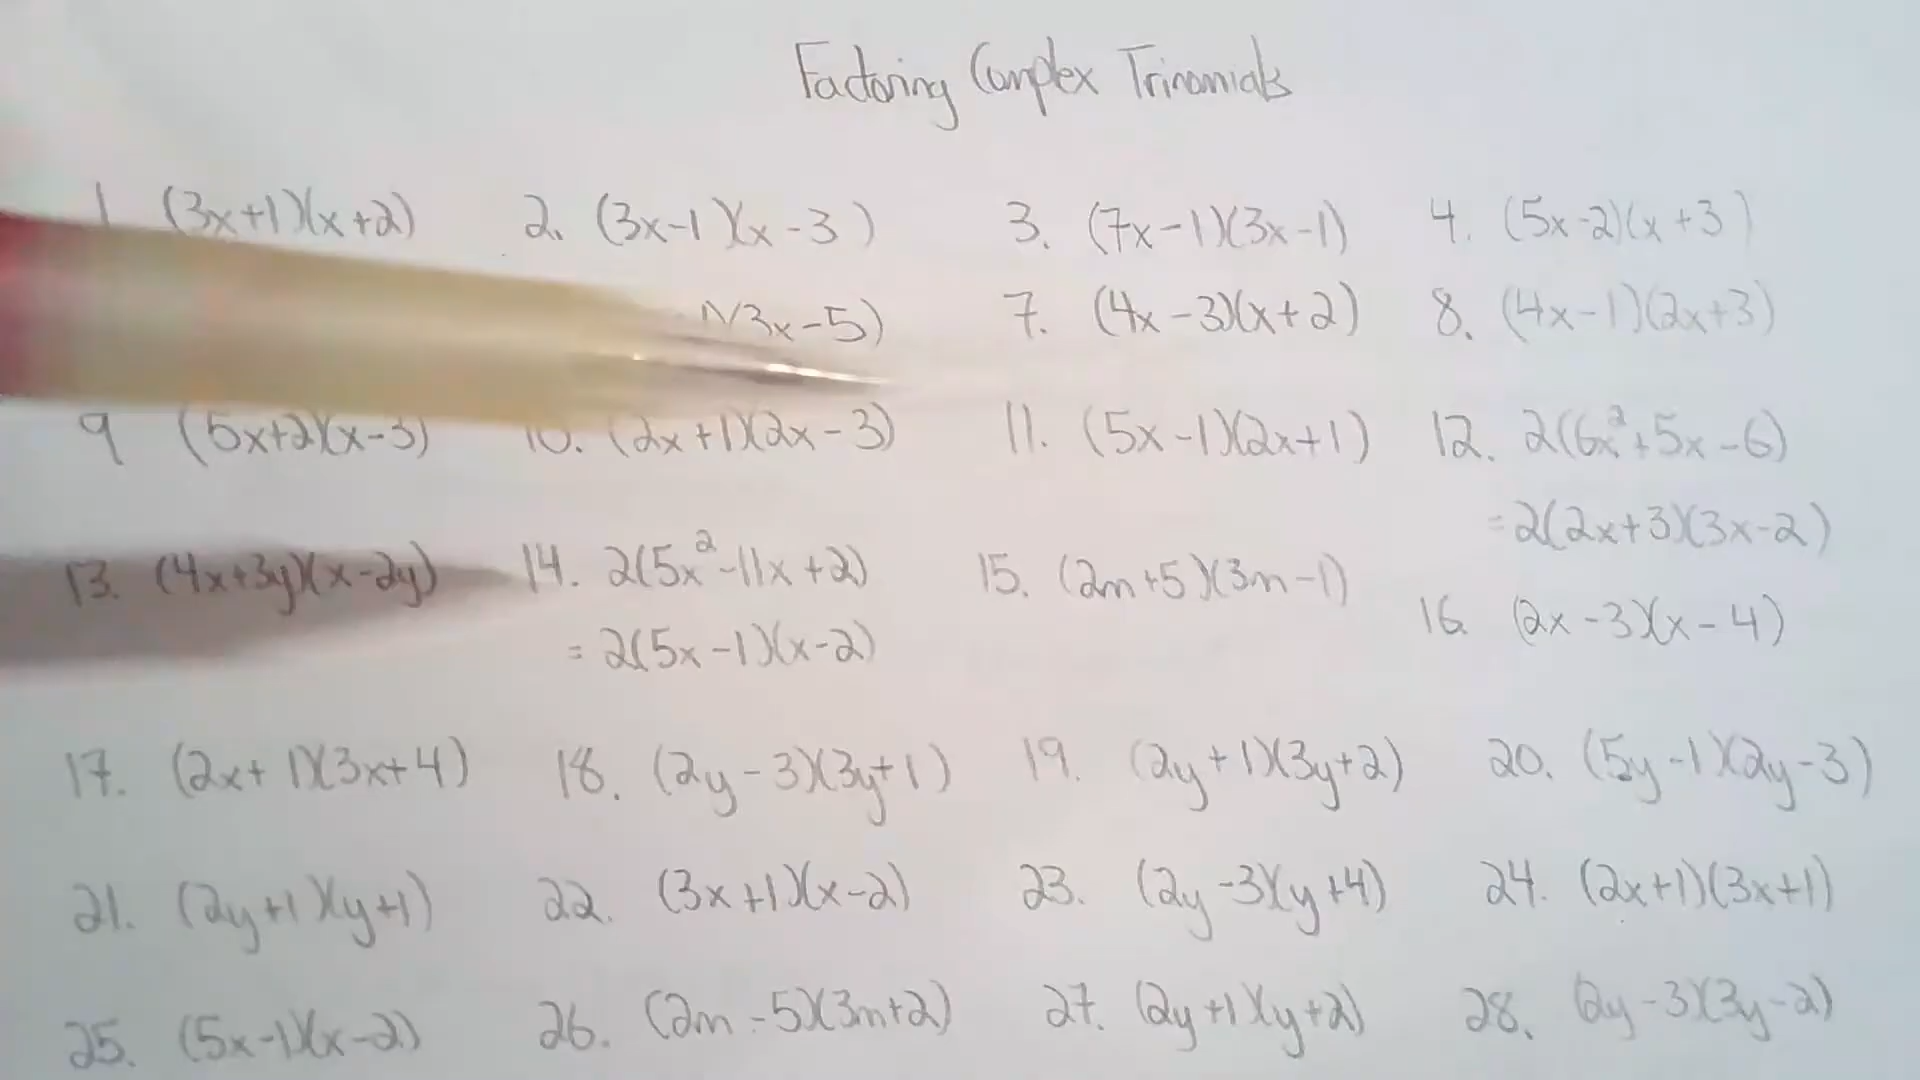 Factoring Complex Trinomials
1 (3x+1)(x+2) 2. (3x-1)(x-3) 3. (7x-1)(3x-1) 4. (5x-2)(x+3)
)(3x-5) 7. (4x-3)(x+2) 8. (4x-1)(2x+3)
9 (5x+2)(x-3) 10. (2x+1)(2x-3) 11. (5x-1)(2x+1) 12. 2(6x²+5x-6)
=2(2x+3)(3x-2)
13. (4x+3y)(x-2y) 14. 2(5x²-11x+2) 15. (2m+5)(3m-1)
16. (2x-3)(x-4)
= 2(5x-1)(x-2)
17. (2x+1)(3x+4) 18. (2y-3)(3y+1) 19. (2y+1)(3y+2) 20. (5y-1)(2y-3)
21. (2y+1)(y+1) 22. (3x+1)(x-2) 23. (2y-3)(y+4) 24. (2x+1)(3x+1)
25. (5x-1)(x-2) 26. (2m-5)(3m+2) 27. (2y+1)(y+2) 28. (2y-3)(3y-2)